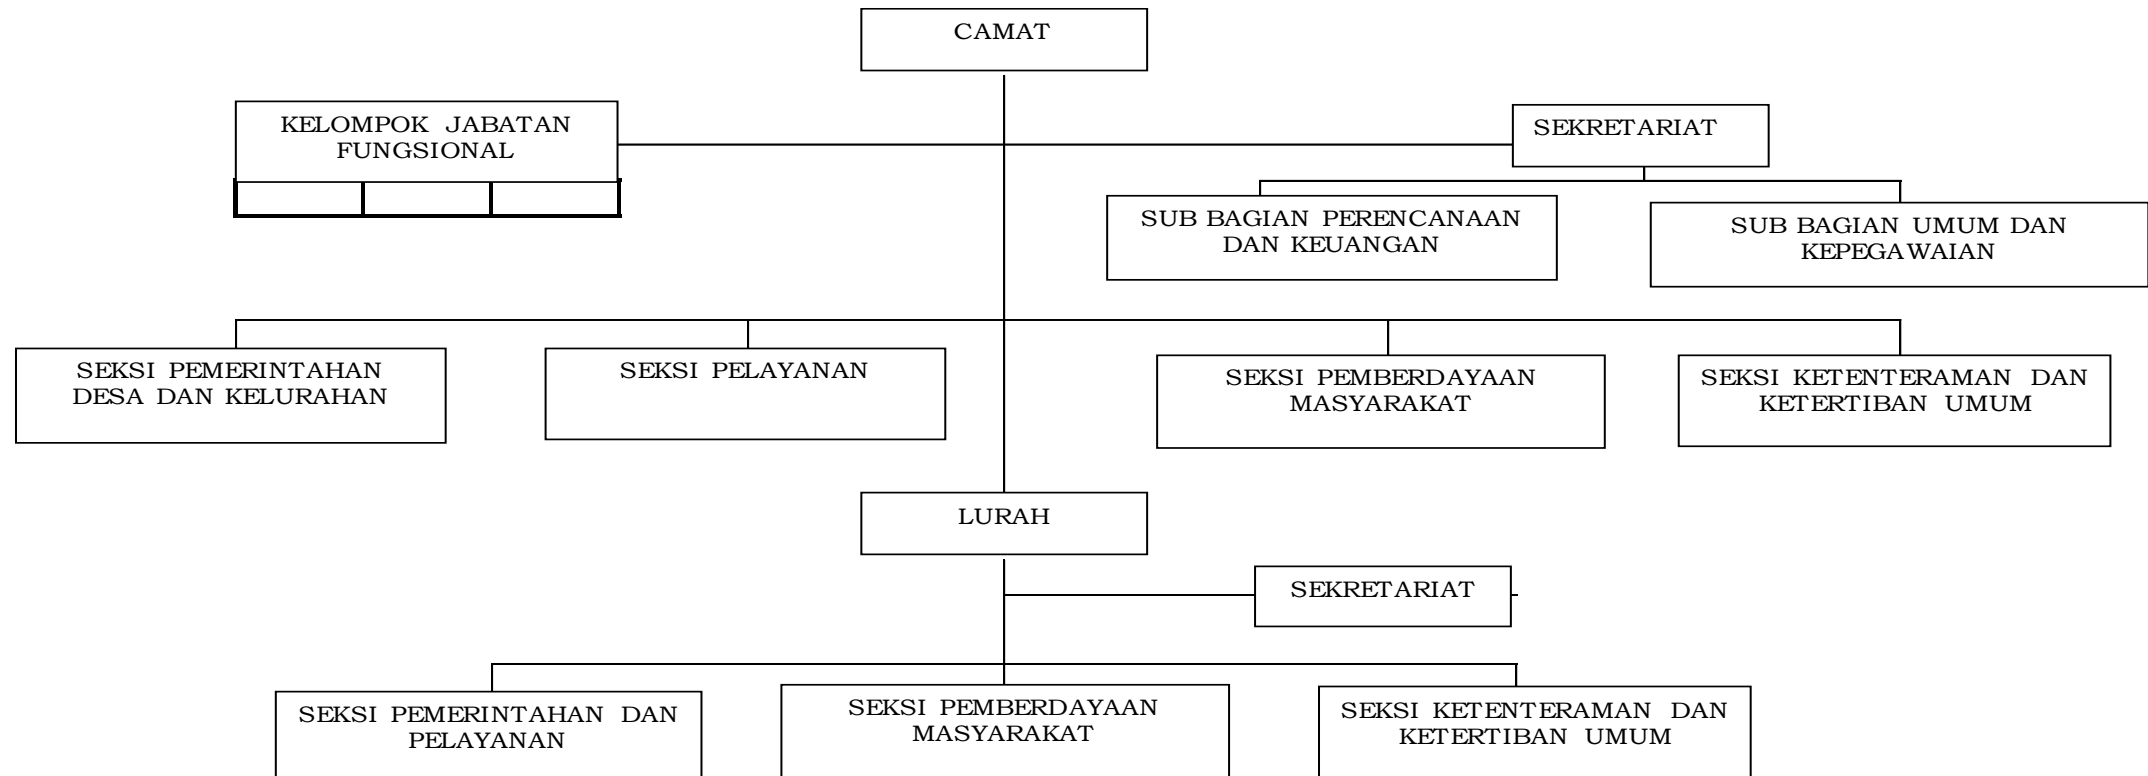 CAMAT
KELOMPOK JABATAN
FUNGSIONAL
SEKRETARIAT
SUB BAGIAN PERENCANAAN
DAN KEUANGAN
SUB BAGIAN UMUM DAN
KEPEGAWAIAN
SEKSI PEMERINTAHAN
DESA DAN KELURAHAN
SEKSI PELAYANAN
SEKSI PEMBERDAYAAN
MASYARAKAT
SEKSI KETENTERAMAN DAN
KETERTIBAN UMUM
LURAH
SEKRETARIAT
SEKSI PEMERINTAHAN DAN
PELAYANAN
SEKSI PEMBERDAYAAN
MASYARAKAT
SEKSI KETENTERAMAN DAN
KETERTIBAN UMUM